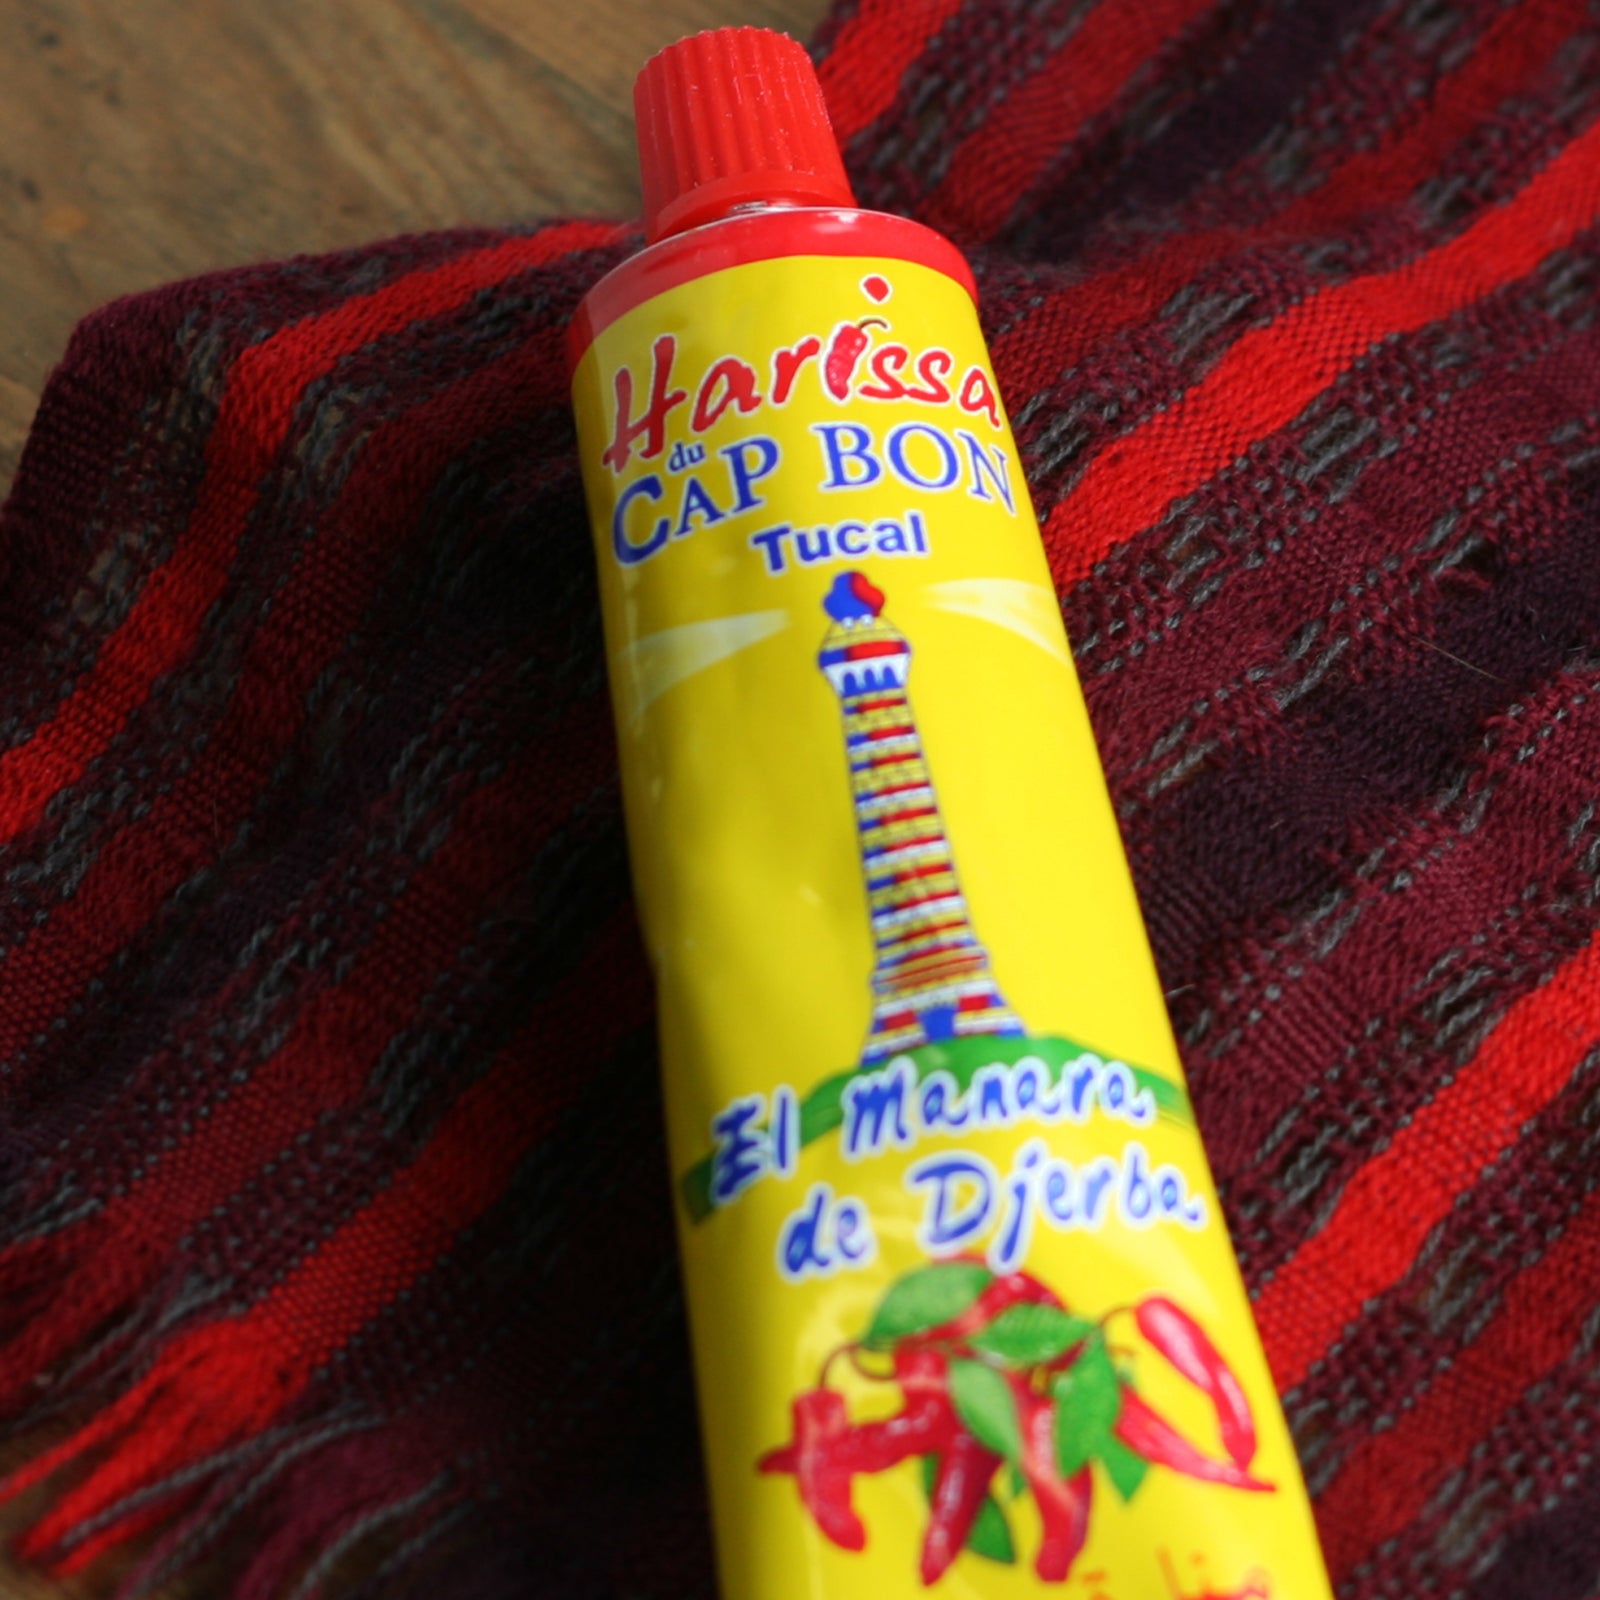 Harissa
du
CAP BON
Tucal
El Manara
de Djerba